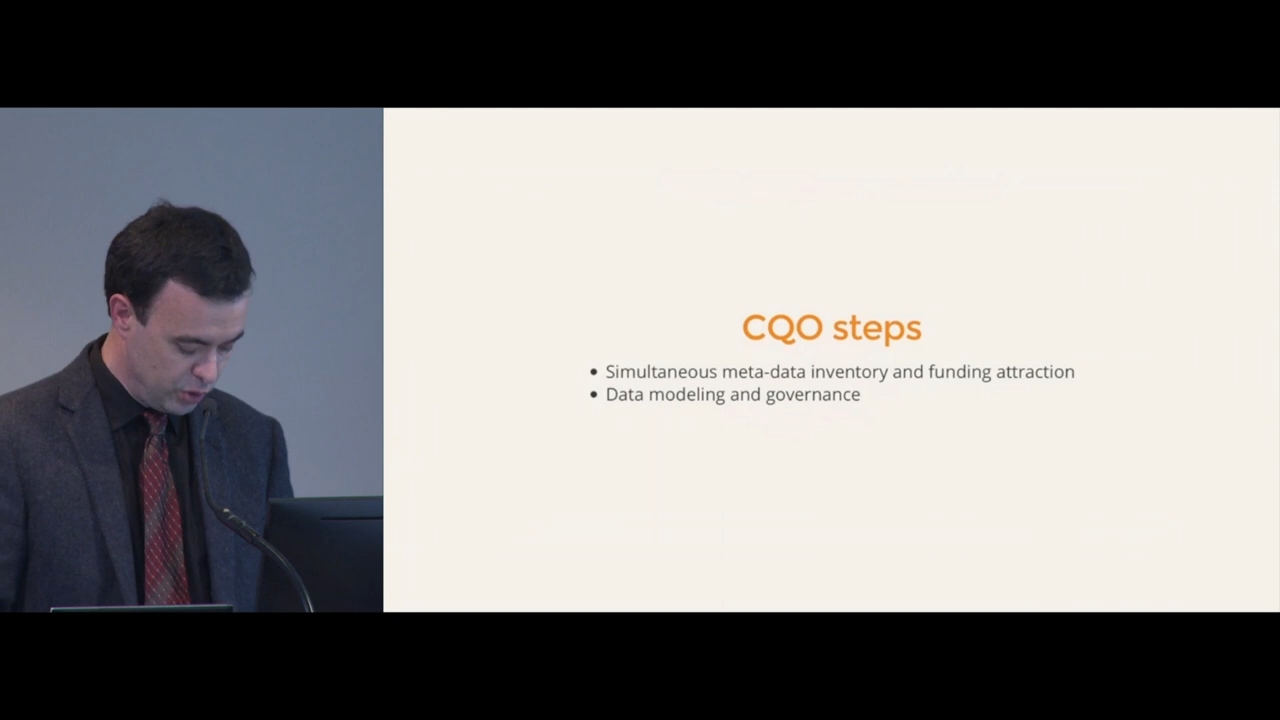 CQO steps
• Simultaneous meta-data inventory and funding attraction
• Data modeling and governance